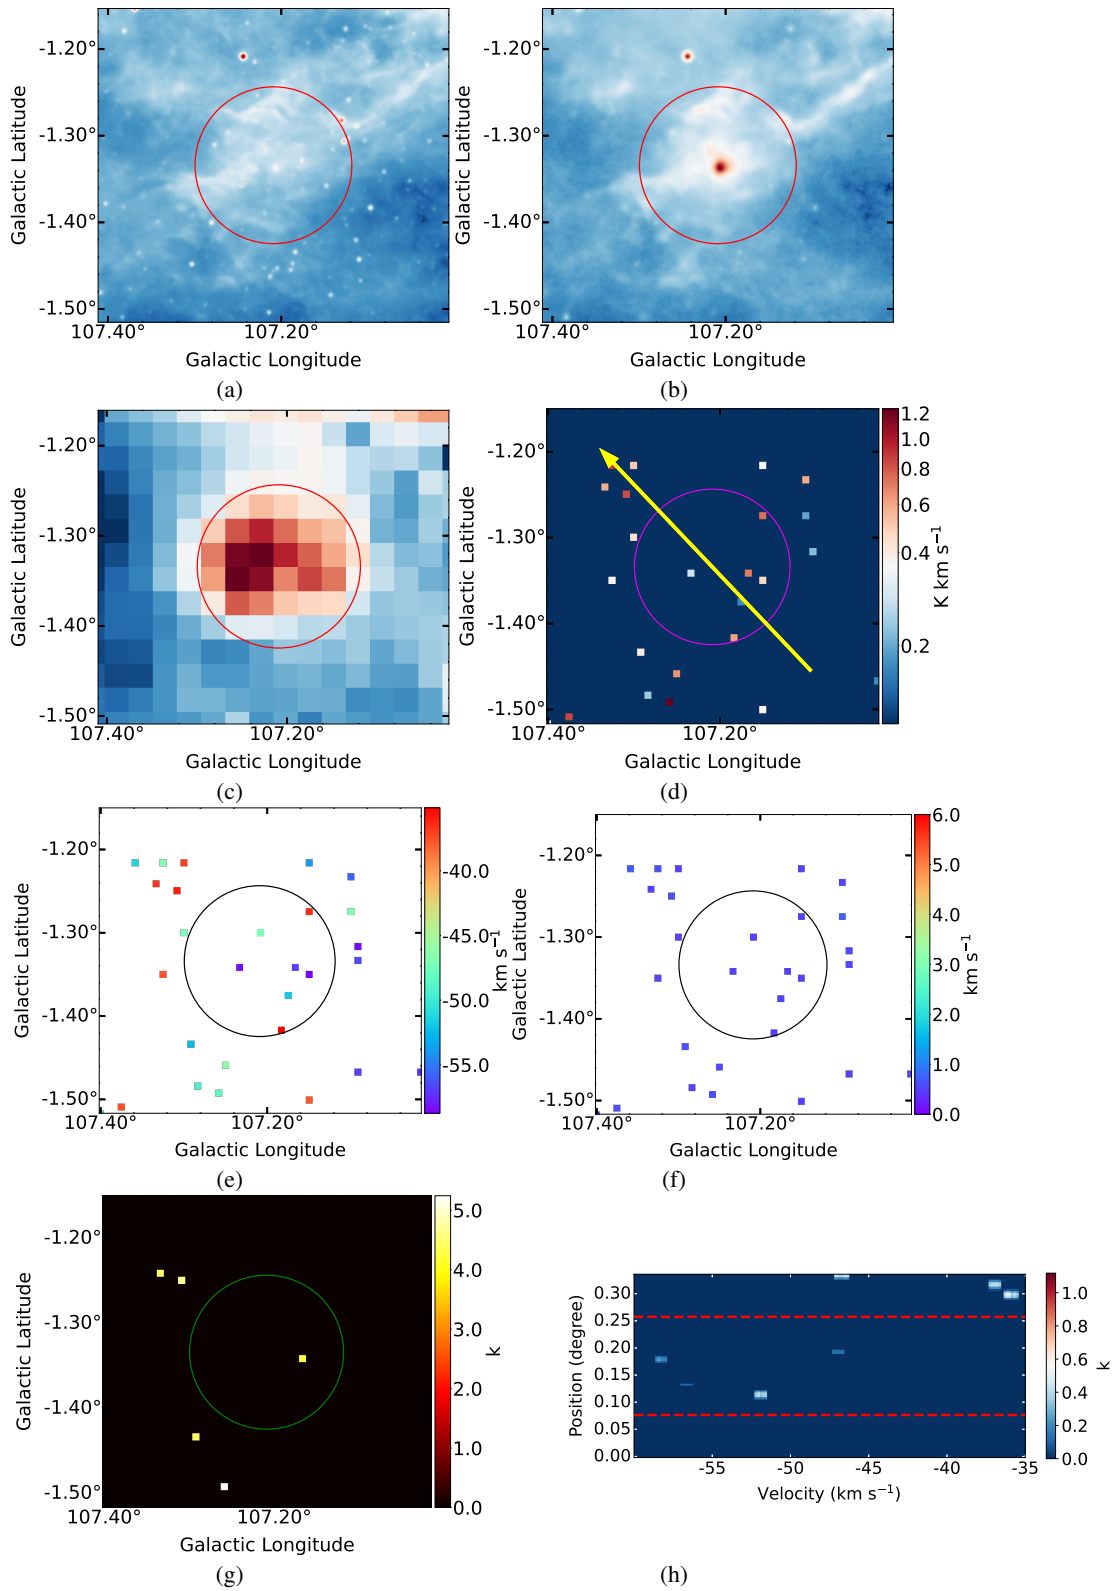 -1.20°
-1.30°
-1.40°
-1.50°
Galactic Latitude
107.40°
107.20°
Galactic Longitude
(a)
-1.20°
-1.30°
-1.40°
-1.50°
Galactic Latitude
107.40°
107.20°
Galactic Longitude
(b)
-1.20°
-1.30°
-1.40°
-1.50°
Galactic Latitude
107.40°
107.20°
Galactic Longitude
(c)
-1.20°
-1.30°
-1.40°
-1.50°
Galactic Latitude
107.40°
107.20°
Galactic Longitude
1.2
1.0
0.8
0.6
0.4
0.2
K km s⁻¹
(d)
-1.20°
-1.30°
-1.40°
-1.50°
Galactic Latitude
107.40°
107.20°
Galactic Longitude
-40.0
-45.0
-50.0
-55.0
km s⁻¹
(e)
-1.20°
-1.30°
-1.40°
-1.50°
Galactic Latitude
107.40°
107.20°
Galactic Longitude
6.0
5.0
4.0
3.0
2.0
1.0
0.0
km s⁻¹
(f)
-1.20°
-1.30°
-1.40°
-1.50°
Galactic Latitude
107.40°
107.20°
Galactic Longitude
5.0
4.0
3.0
2.0
1.0
0.0
k
(g)
0.30
0.25
0.20
0.15
0.10
0.05
0.00
Position (degree)
-55
-50
-45
-40
-35
Velocity (km s⁻¹)
1.0
0.8
0.6
0.4
0.2
0.0
k
(h)